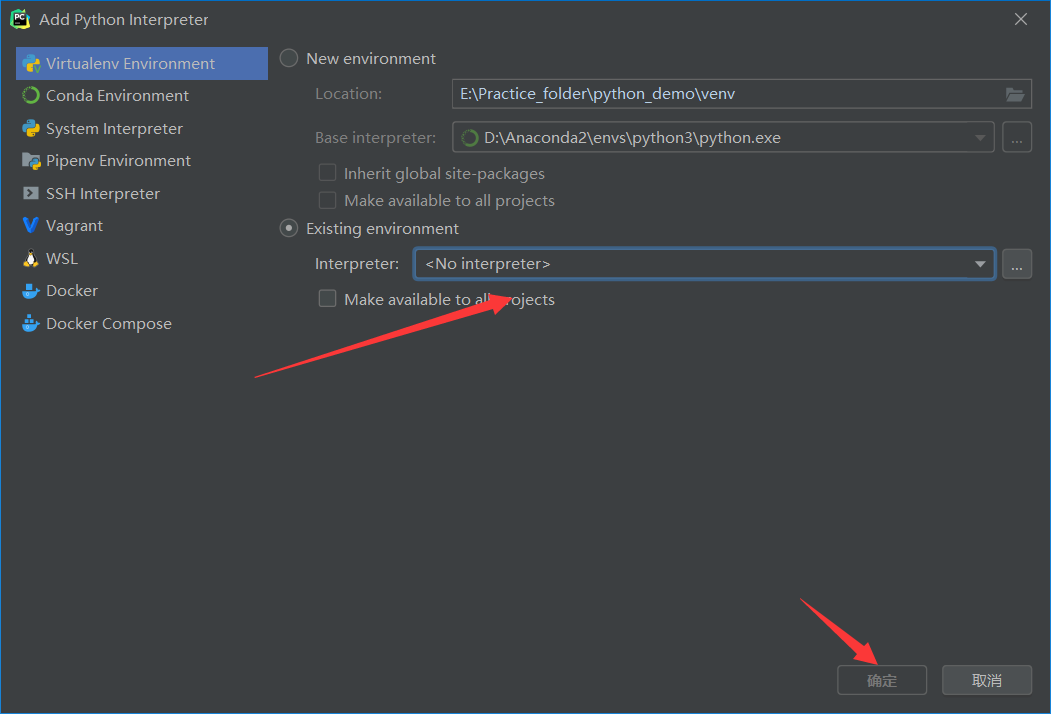 Add Python Interpreter
Virtualenv Environment
Conda Environment
System Interpreter
Pipenv Environment
SSH Interpreter
Vagrant
WSL
Docker
Docker Compose
New environment
Location: E:\Practice_folder\python_demo\venv
Base interpreter: D:\Anaconda2\envs\python3\python.exe ...
Inherit global site-packages
Make available to all projects
Existing environment
Interpreter: <No interpreter> ...
Make available to all projects
确定 取消